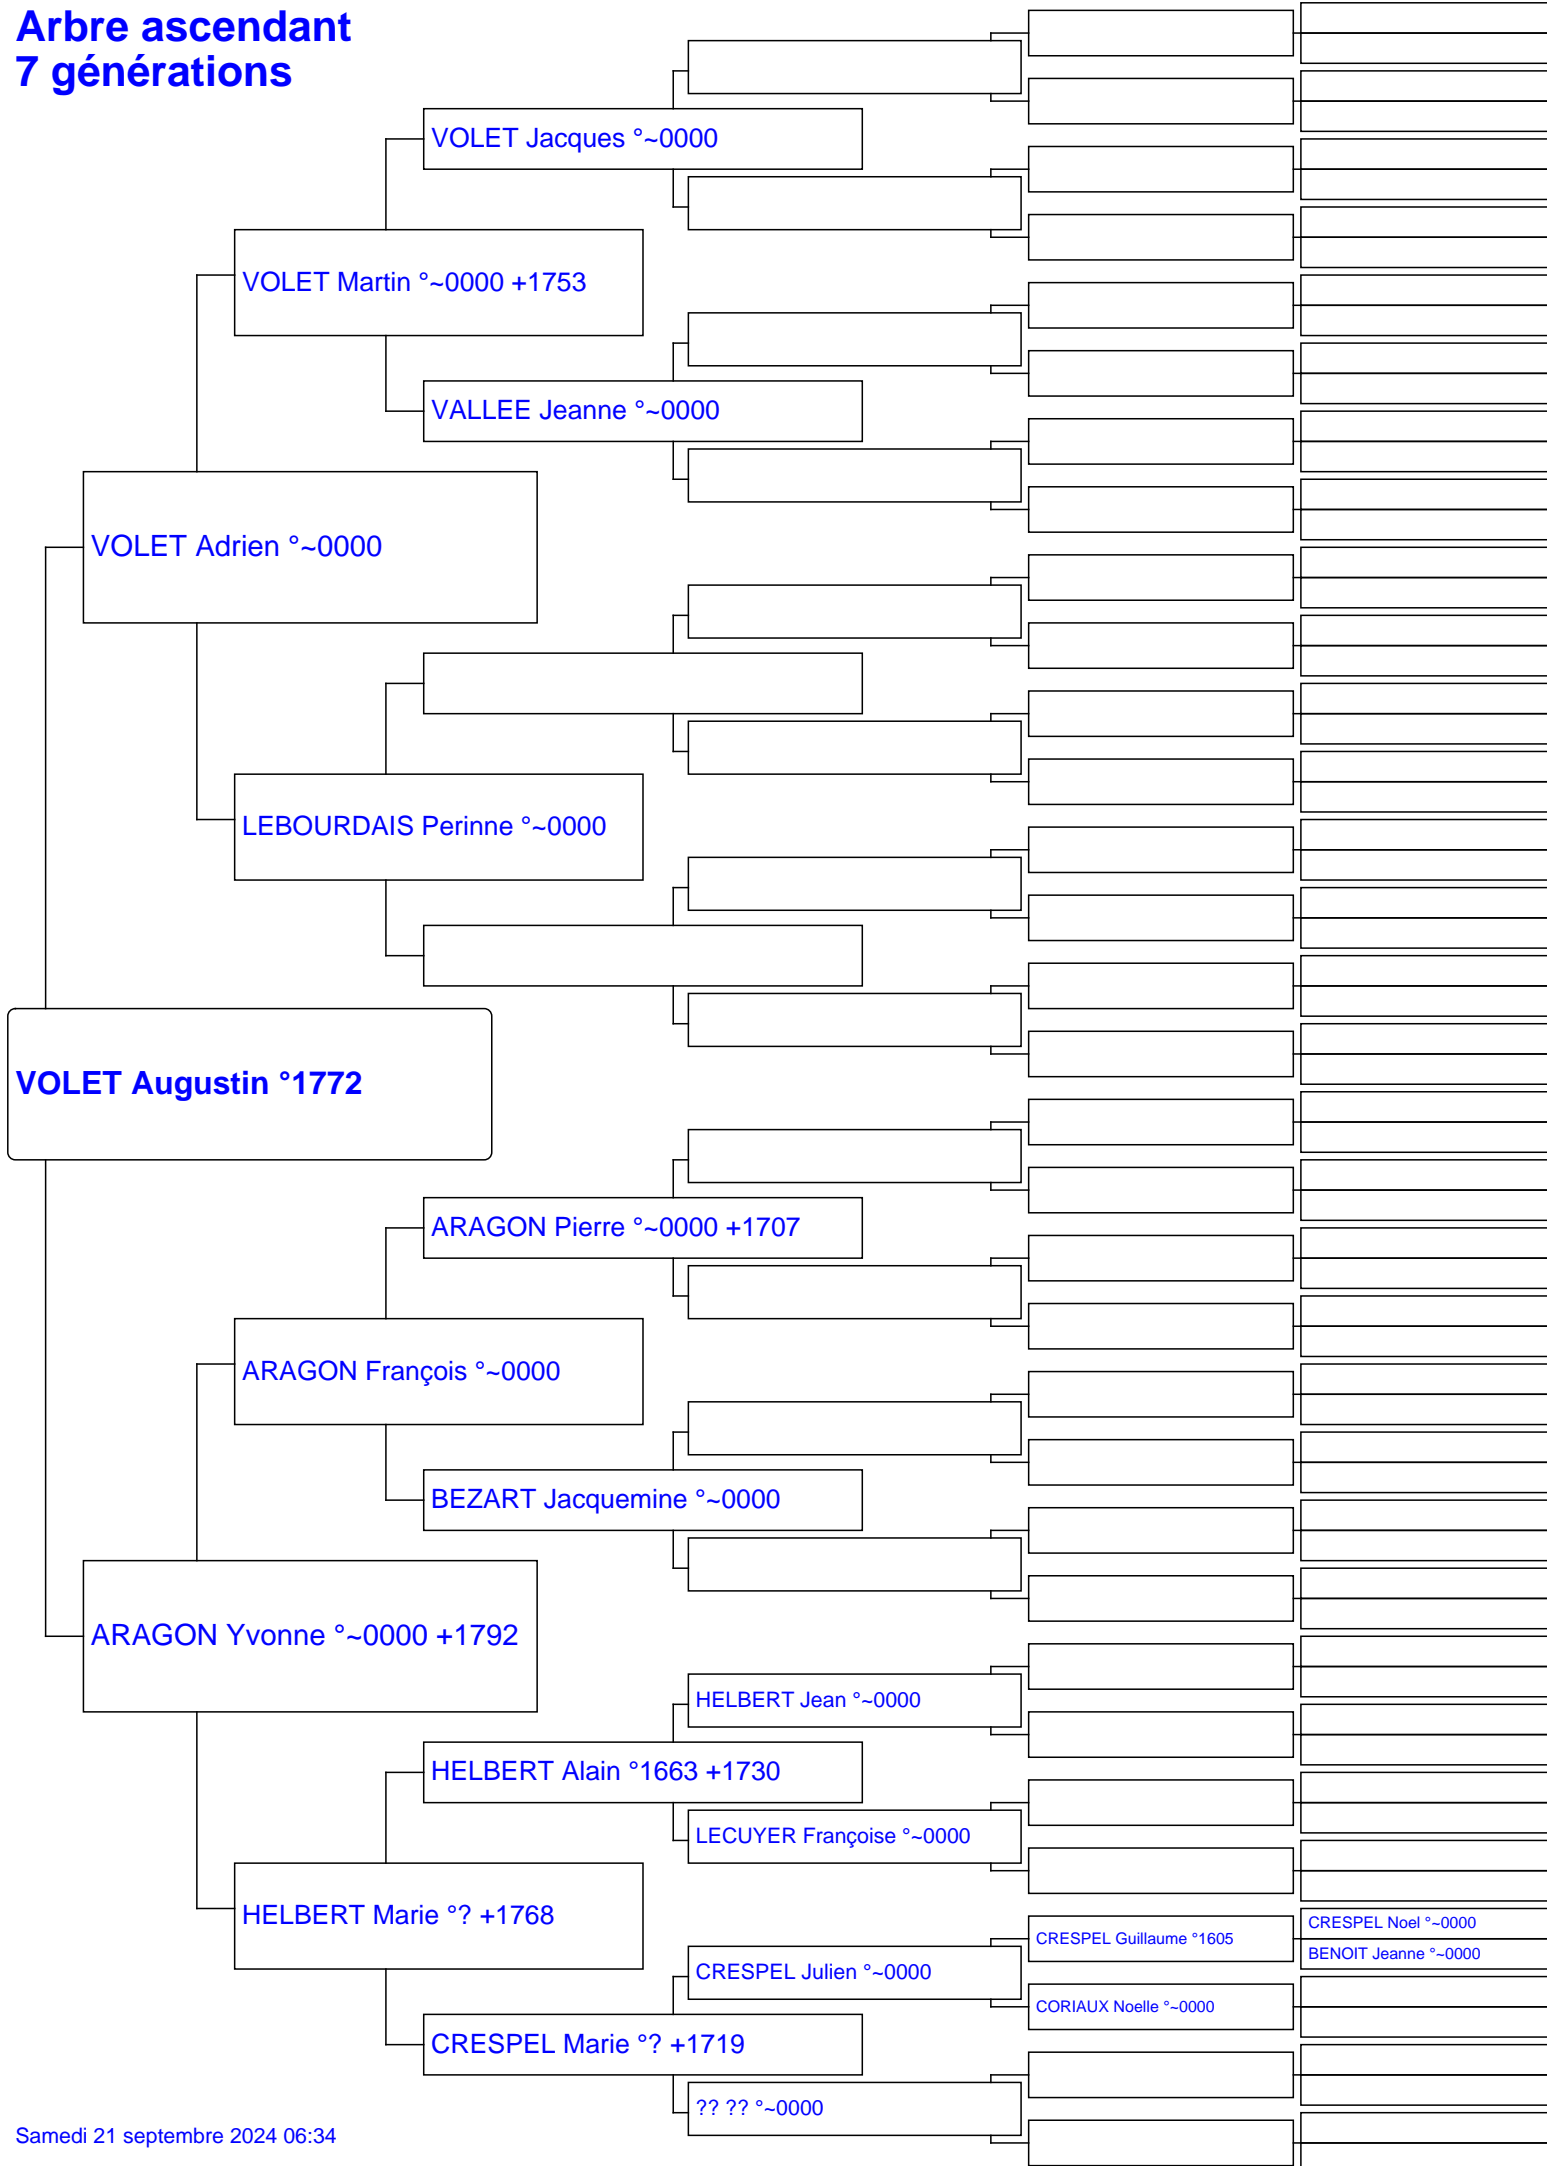 Arbre ascendant
7 générations
VOLET Jacques °~0000
VOLET Martin °~0000 +1753
VALLEE Jeanne °~0000
VOLET Adrien °~0000
LEBOURDAIS Perinne °~0000
VOLET Augustin °1772
ARAGON Pierre °~0000 +1707
ARAGON François °~0000
BEZART Jacquemine °~0000
ARAGON Yvonne °~0000 +1792
HELBERT Jean °~0000
HELBERT Alain °1663 +1730
LECUYER Françoise °~0000
HELBERT Marie °? +1768
CRESPEL Noel °~0000
CRESPEL Guillaume °1605
BENOIT Jeanne °~0000
CRESPEL Julien °~0000
CORIAUX Noelle °~0000
CRESPEL Marie °? +1719
?? ?? °~0000
Samedi 21 septembre 2024 06:34